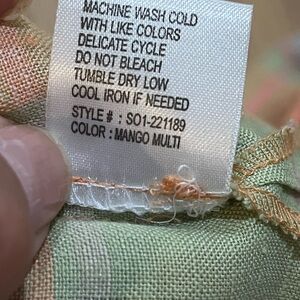 MACHINE WASH COLD
WITH LIKE COLORS
DELICATE CYCLE
DO NOT BLEACH
TUMBLE DRY LOW
COOL IRON IF NEEDED
STYLE # : SO1-221189
COLOR : MANGO MULTI